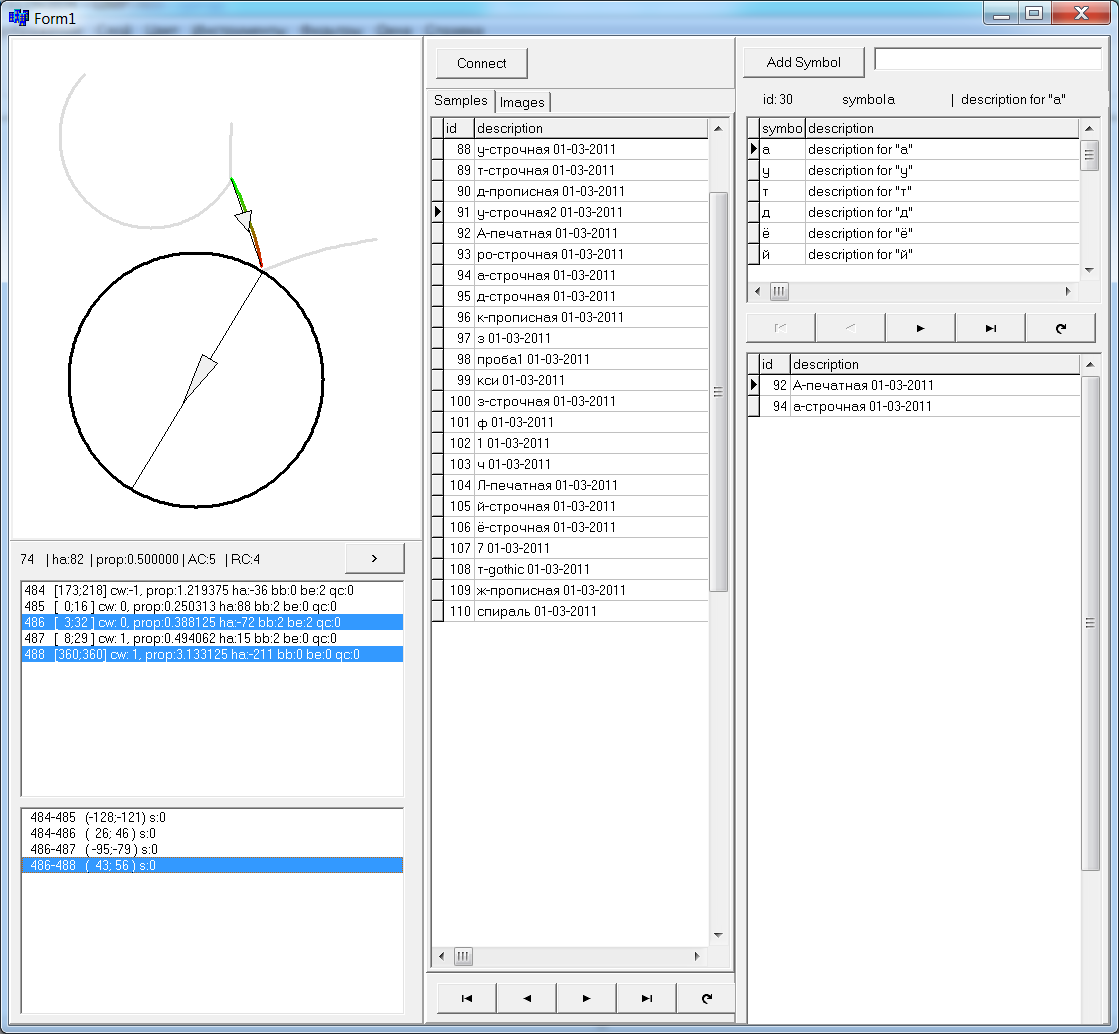 Form1
74 | ha:82 | prop:0.500000 | AC:5 | RC:4
>
484 [173;218] cw:-1, prop:1.219375 ha:-36 bb:0 be:2 qc:0
485 [ 0;16 ] cw: 0, prop:0.250313 ha:88 bb:2 be:0 qc:0
486 [ 3;32 ] cw: 0, prop:0.388125 ha:-72 bb:2 be:2 qc:0
487 [ 8;29 ] cw: 1, prop:0.494062 ha:15 bb:2 be:0 qc:0
488 [360;360] cw: 1, prop:3.133125 ha:-211 bb:0 be:0 qc:0
484-485 (-128;-121) s:0
484-486 ( 26; 46 ) s:0
486-487 ( -95;-79 ) s:0
486-488 ( 43; 56 ) s:0
Connect
Samples Images
id description
88 у-строчная 01-03-2011
89 т-строчная 01-03-2011
90 д-прописная 01-03-2011
91 у-строчная2 01-03-2011
92 А-печатная 01-03-2011
93 ро-строчная 01-03-2011
94 а-строчная 01-03-2011
95 д-строчная 01-03-2011
96 к-прописная 01-03-2011
97 з 01-03-2011
98 проба1 01-03-2011
99 кси 01-03-2011
100 з-строчная 01-03-2011
101 ф 01-03-2011
102 1 01-03-2011
103 ч 01-03-2011
104 Л-печатная 01-03-2011
105 й-строчная 01-03-2011
106 ё-строчная 01-03-2011
107 7 01-03-2011
108 т-gothic 01-03-2011
109 ж-прописная 01-03-2011
110 спираль 01-03-2011
Add Symbol
id: 30 symbol а | description for "а"
symbo description
а description for "а"
у description for "у"
т description for "т"
д description for "д"
ё description for "ё"
й description for "й"
id description
92 А-печатная 01-03-2011
94 а-строчная 01-03-2011